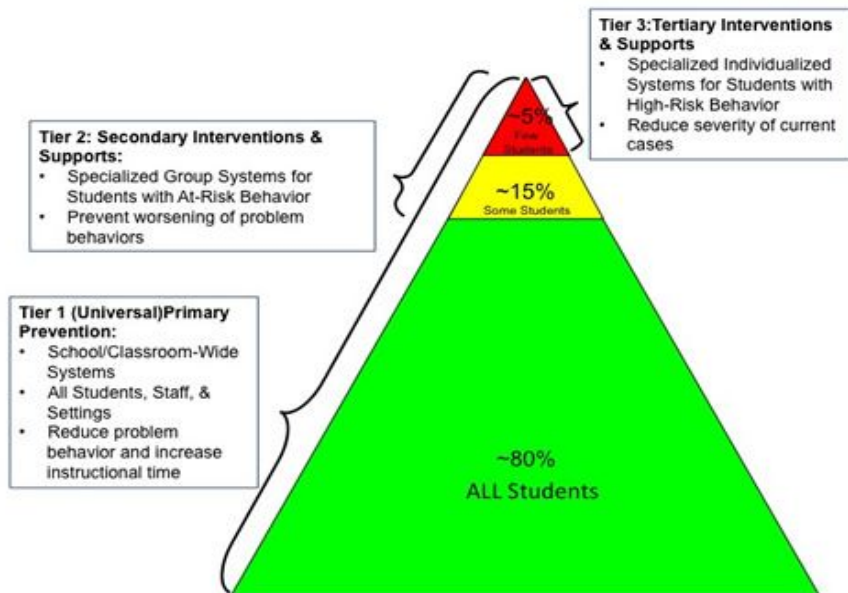 Tier 3:Tertiary Interventions
& Supports
• Specialized Individualized
Systems for Students with
High-Risk Behavior
• Reduce severity of current
cases
Tier 2: Secondary Interventions &
Supports:
• Specialized Group Systems for
Students with At-Risk Behavior
• Prevent worsening of problem
behaviors
Tier 1 (Universal)Primary
Prevention:
• School/Classroom-Wide
Systems
• All Students, Staff, &
Settings
• Reduce problem
behavior and increase
instructional time
~5%
Few
Students
~15%
Some Students
~80%
ALL Students